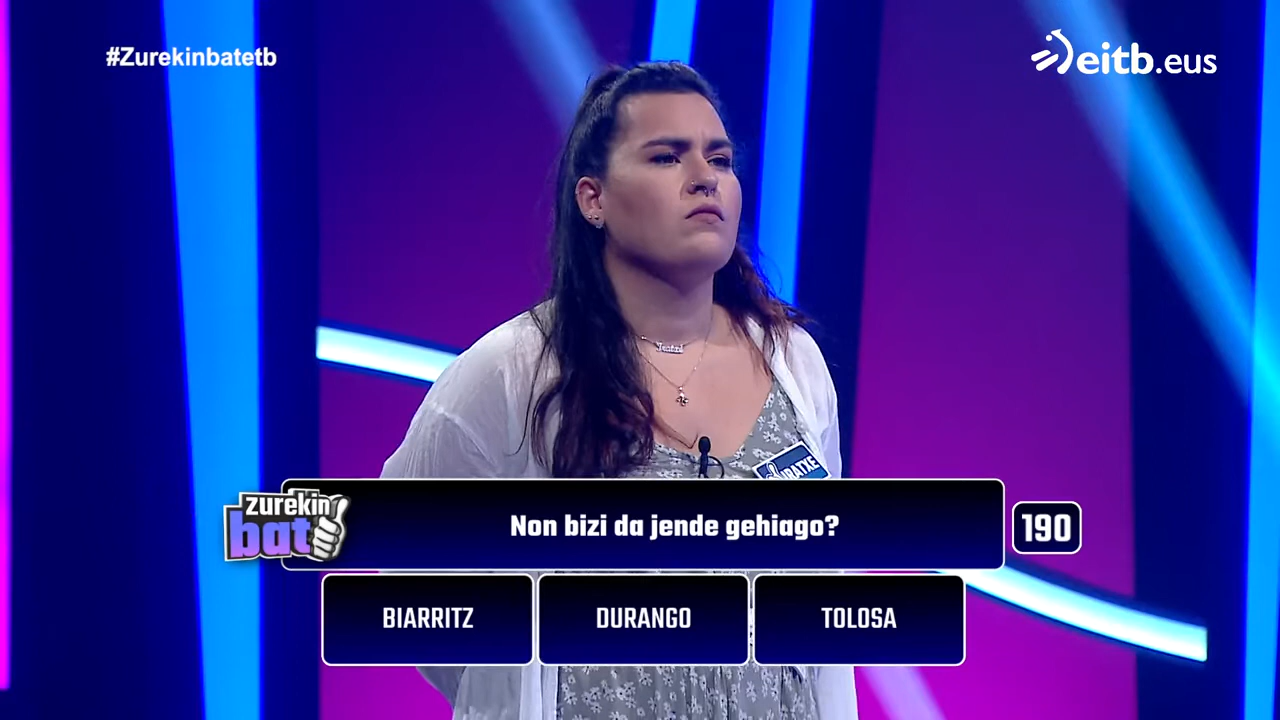 #Zurekinbatetb
eitb.eus
zurekin
bat
Non bizi da jende gehiago?
190
BIARRITZ
DURANGO
TOLOSA